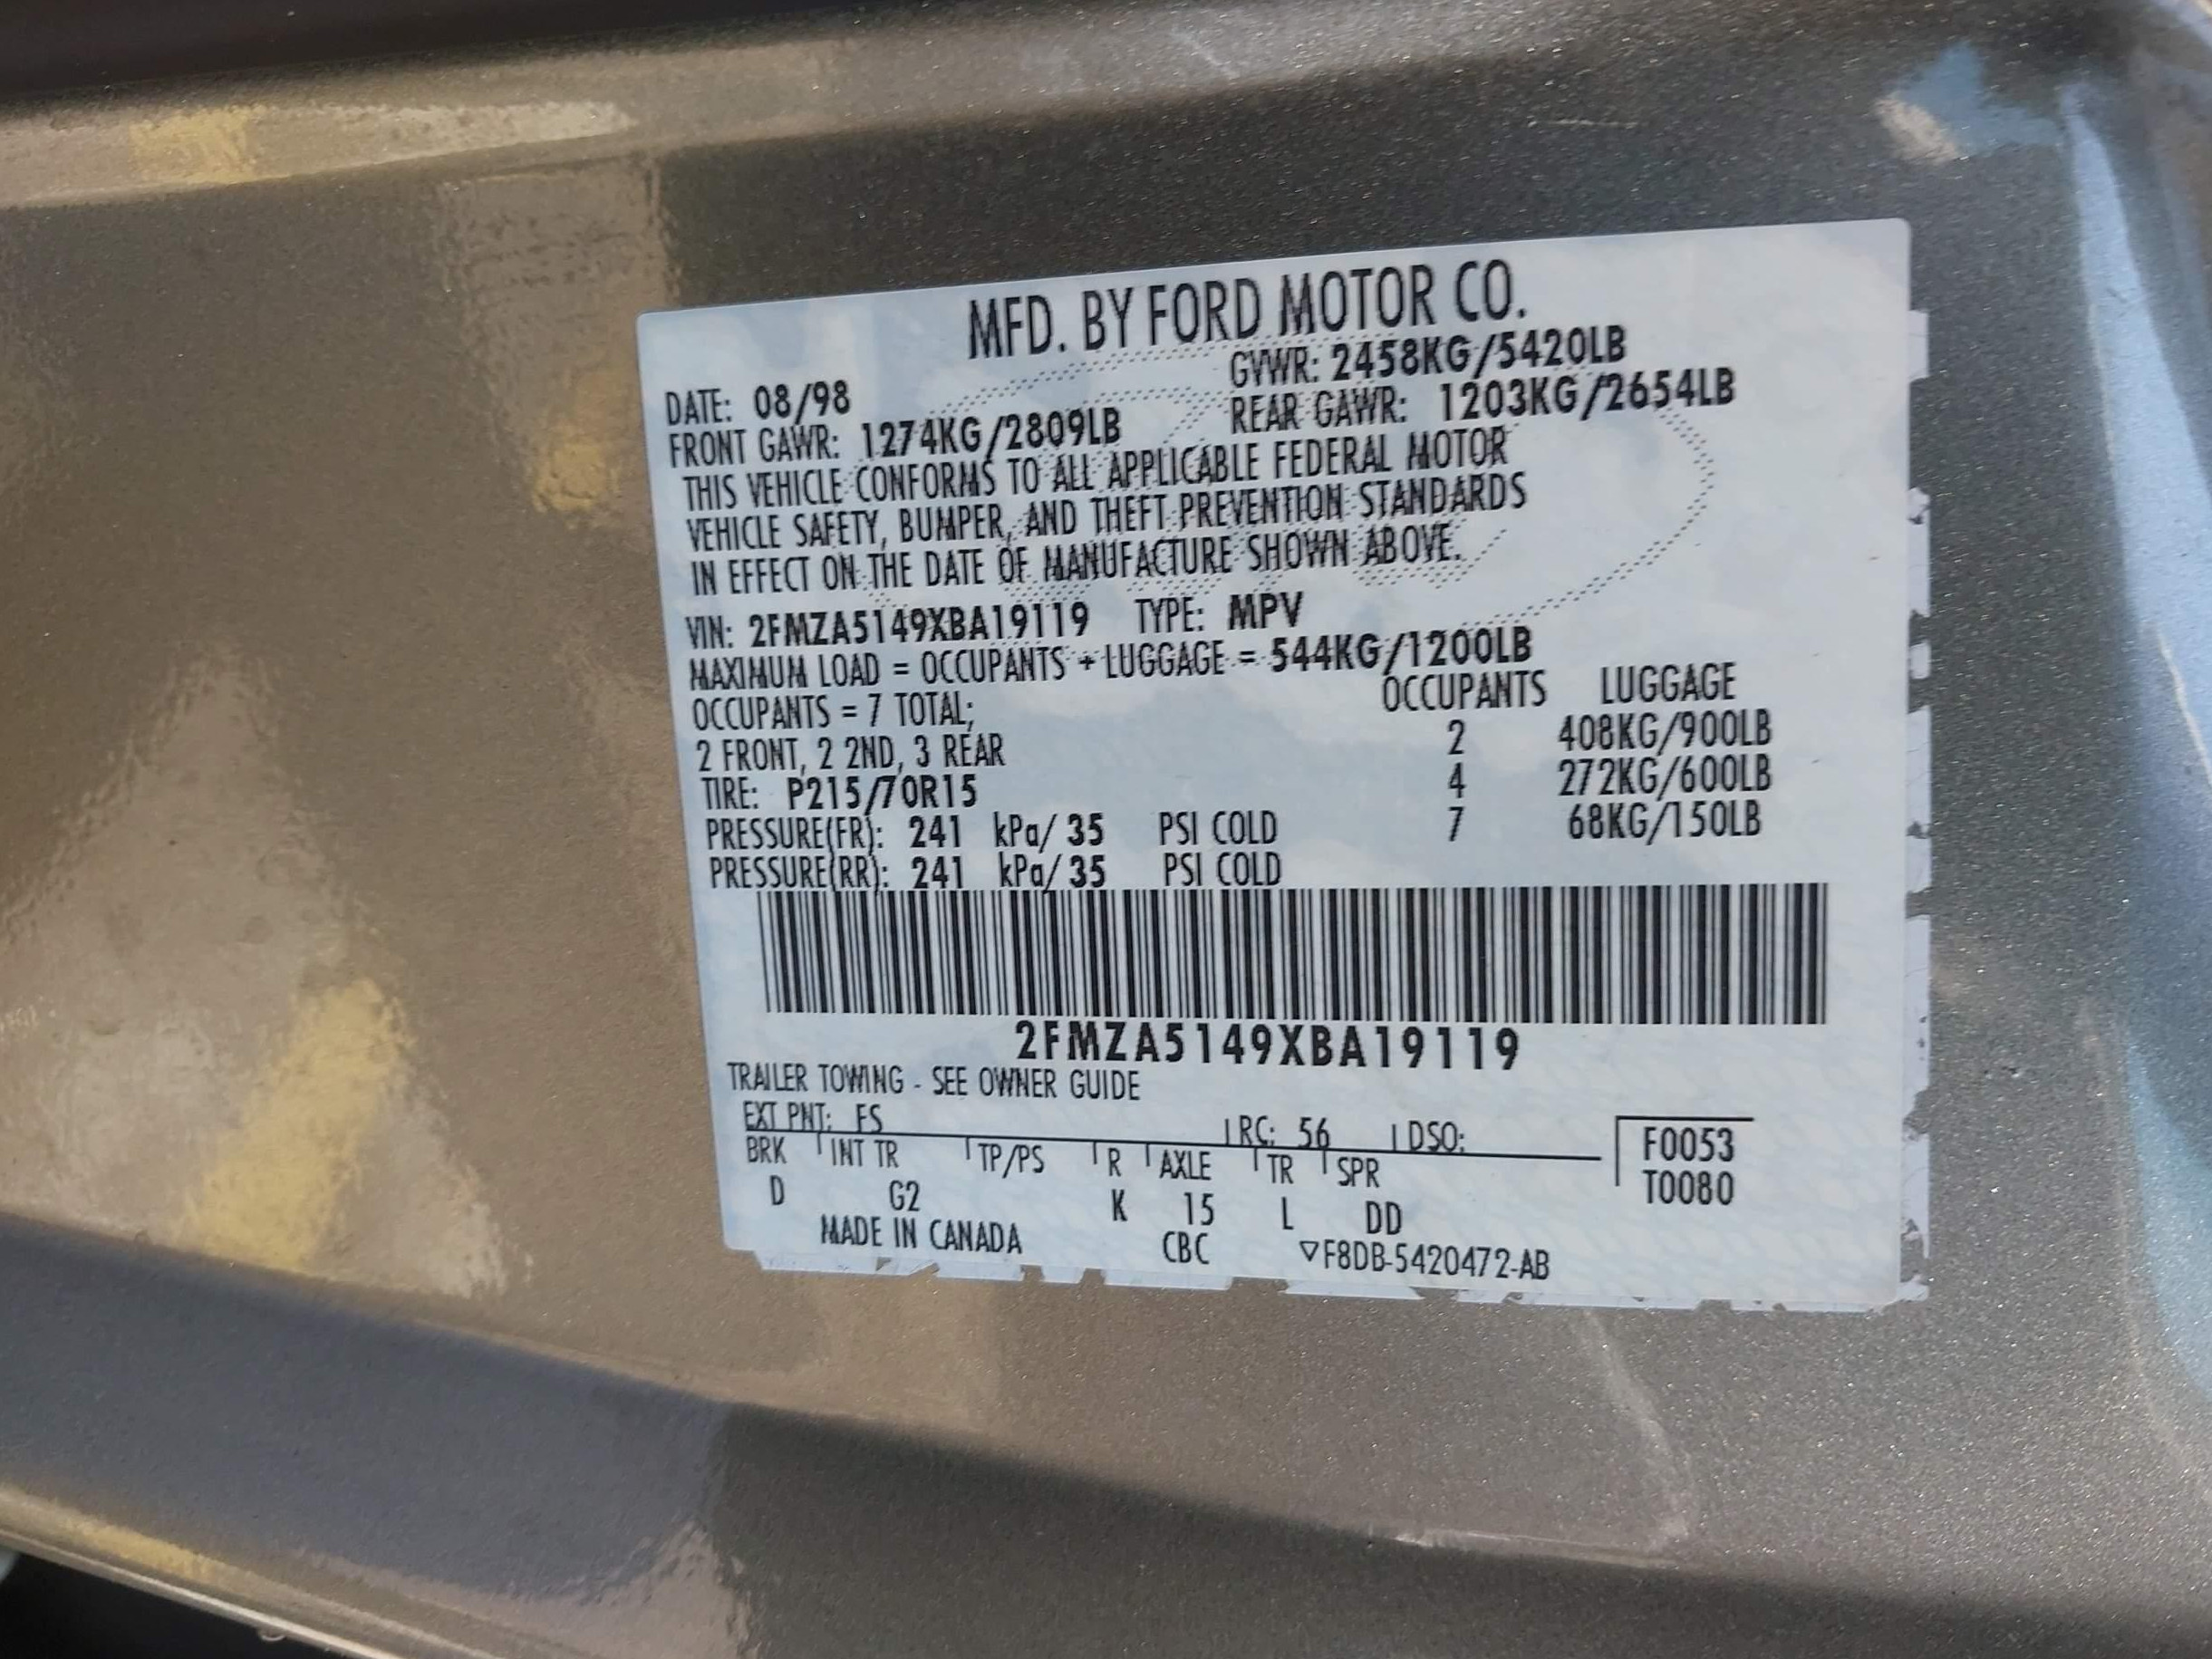 MFD. BY FORD MOTOR CO.
DATE: 08/98 GVWR: 2458KG/5420LB
FRONT GAWR: 1274KG/2809LB REAR GAWR: 1203KG/2654LB
THIS VEHICLE CONFORMS TO ALL APPLICABLE FEDERAL MOTOR
VEHICLE SAFETY, BUMPER, AND THEFT PREVENTION STANDARDS
IN EFFECT ON THE DATE OF MANUFACTURE SHOWN ABOVE.
VIN: 2FMZA5149XBA19119 TYPE: MPV
MAXIMUM LOAD = OCCUPANTS + LUGGAGE = 544KG/1200LB
OCCUPANTS = 7 TOTAL; OCCUPANTS LUGGAGE
2 FRONT, 2 2ND, 3 REAR 2 408KG/900LB
TIRE: P215/70R15 4 272KG/600LB
PRESSURE(FR): 241 kPa/ 35 PSI COLD 7 68KG/150LB
PRESSURE(RR): 241 kPa/ 35 PSI COLD
2FMZA5149XBA19119
TRAILER TOWING - SEE OWNER GUIDE
EXT PNT: FS RC: 56 DSO: F0053
BRK INT TR TP/PS R AXLE TR SPR T0080
D G2 K 15 L DD
MADE IN CANADA CBC ▽F8DB-5420472-AB